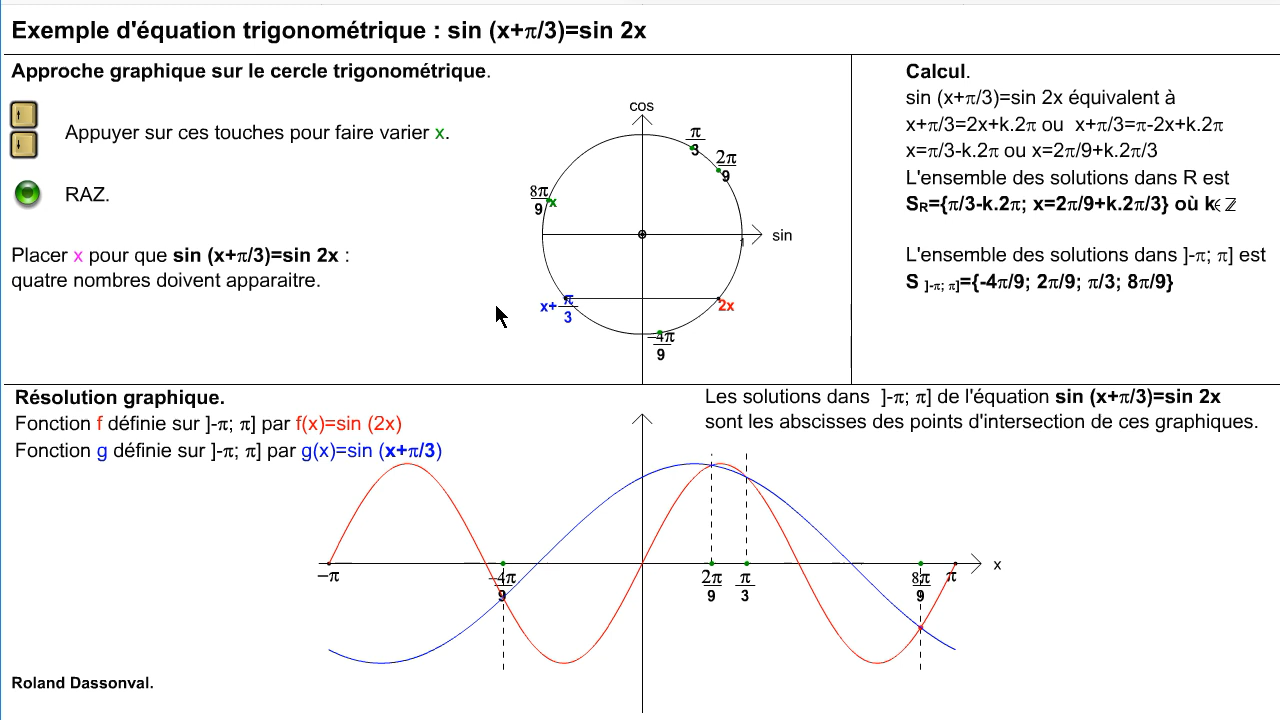 Exemple d'équation trigonométrique : sin (x+π/3)=sin 2x
Approche graphique sur le cercle trigonométrique.
Appuyer sur ces touches pour faire varier x.
RAZ.
Placer x pour que sin (x+π/3)=sin 2x :
quatre nombres doivent apparaitre.
cos
π
3
2π
9
8π
9
x
sin
1
x+
π
3
2x
−4π
9
Calcul.
sin (x+π/3)=sin 2x équivalent à
x+π/3=2x+k.2π ou x+π/3=π-2x+k.2π
x=π/3-k.2π ou x=2π/9+k.2π/3
L'ensemble des solutions dans R est
SR={π/3-k.2π; x=2π/9+k.2π/3} où k∈ ℤ
L'ensemble des solutions dans ]-π; π] est
S ]-π; π]={-4π/9; 2π/9; π/3; 8π/9}
Résolution graphique.
Fonction f définie sur ]-π; π] par f(x)=sin (2x)
Fonction g définie sur ]-π; π] par g(x)=sin (x+π/3)
Les solutions dans ]-π; π] de l'équation sin (x+π/3)=sin 2x
sont les abscisses des points d'intersection de ces graphiques.
x
−π
−4π
9
2π
9
π
3
8π
9
π
Roland Dassonval.